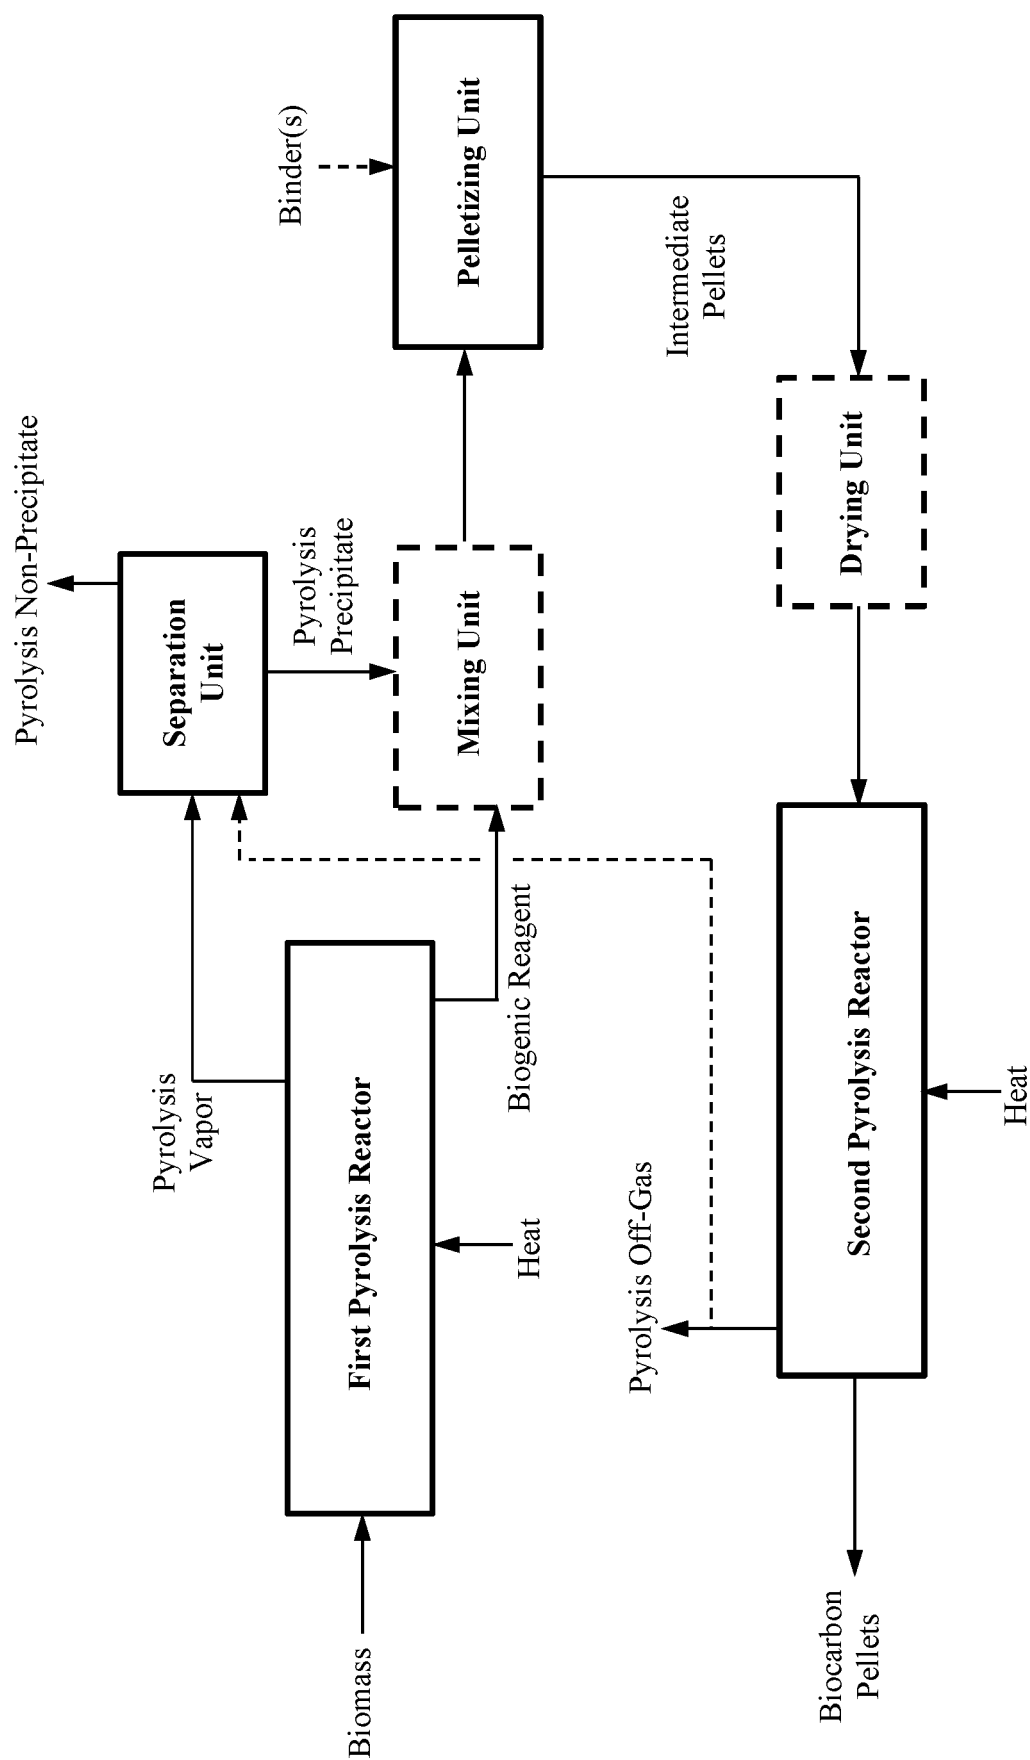 Biomass
First Pyrolysis Reactor
Heat
Pyrolysis
Vapor
Biogenic Reagent
Separation
Unit
Pyrolysis Non-Precipitate
Pyrolysis
Precipitate
Mixing Unit
Binder(s)
Pelletizing Unit
Intermediate
Pellets
Drying Unit
Second Pyrolysis Reactor
Heat
Pyrolysis Off-Gas
Biocarbon
Pellets